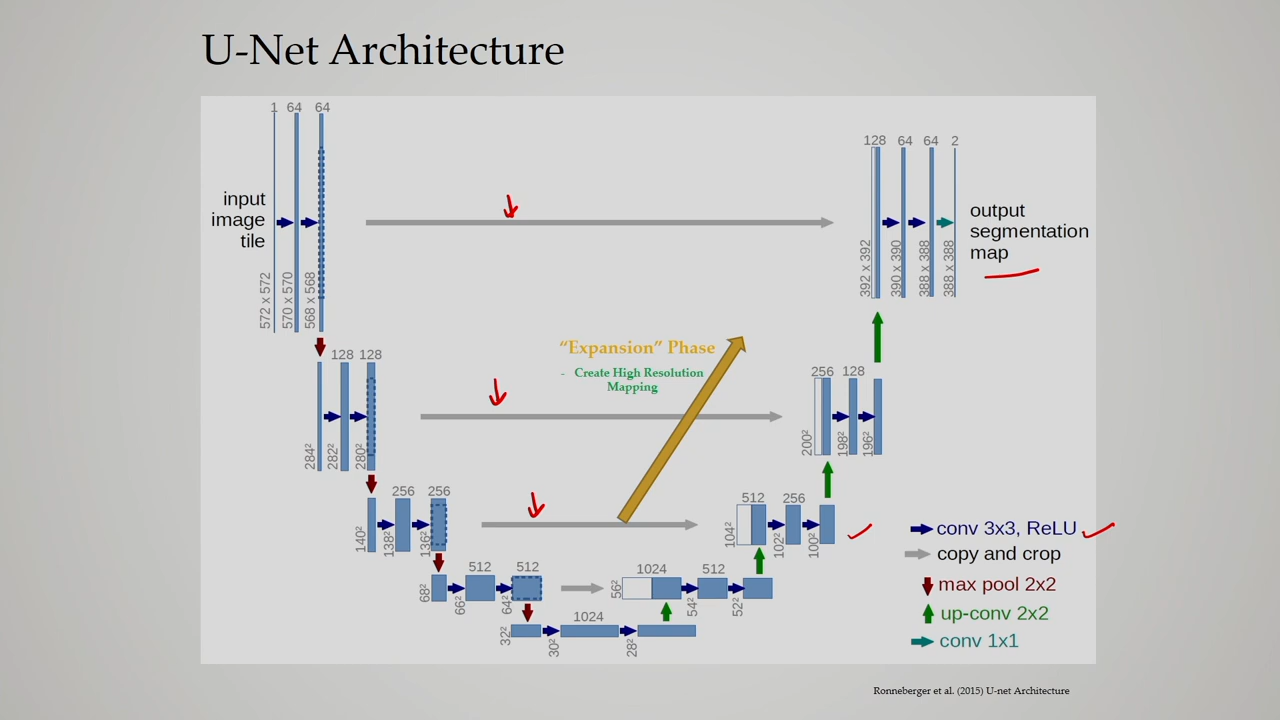 U-Net Architecture
1 64 64
128 64 64 2
input
image
tile
output
segmentation
map
572 x 572
570 x 570
568 x 568
392 x 392
390 x 390
388 x 388
388 x 388
"Expansion" Phase
- Create High Resolution
Mapping
128 128
256 128
284²
282²
280²
200²
198²
196²
256 256
512 256
140²
138²
136²
104²
102²
100²
conv 3x3, ReLU
copy and crop
max pool 2x2
up-conv 2x2
conv 1x1
512 512
1024 512
68²
66²
64²
56²
54²
52²
1024
32²
30²
28²
Ronneberger et al. (2015) U-net Architecture